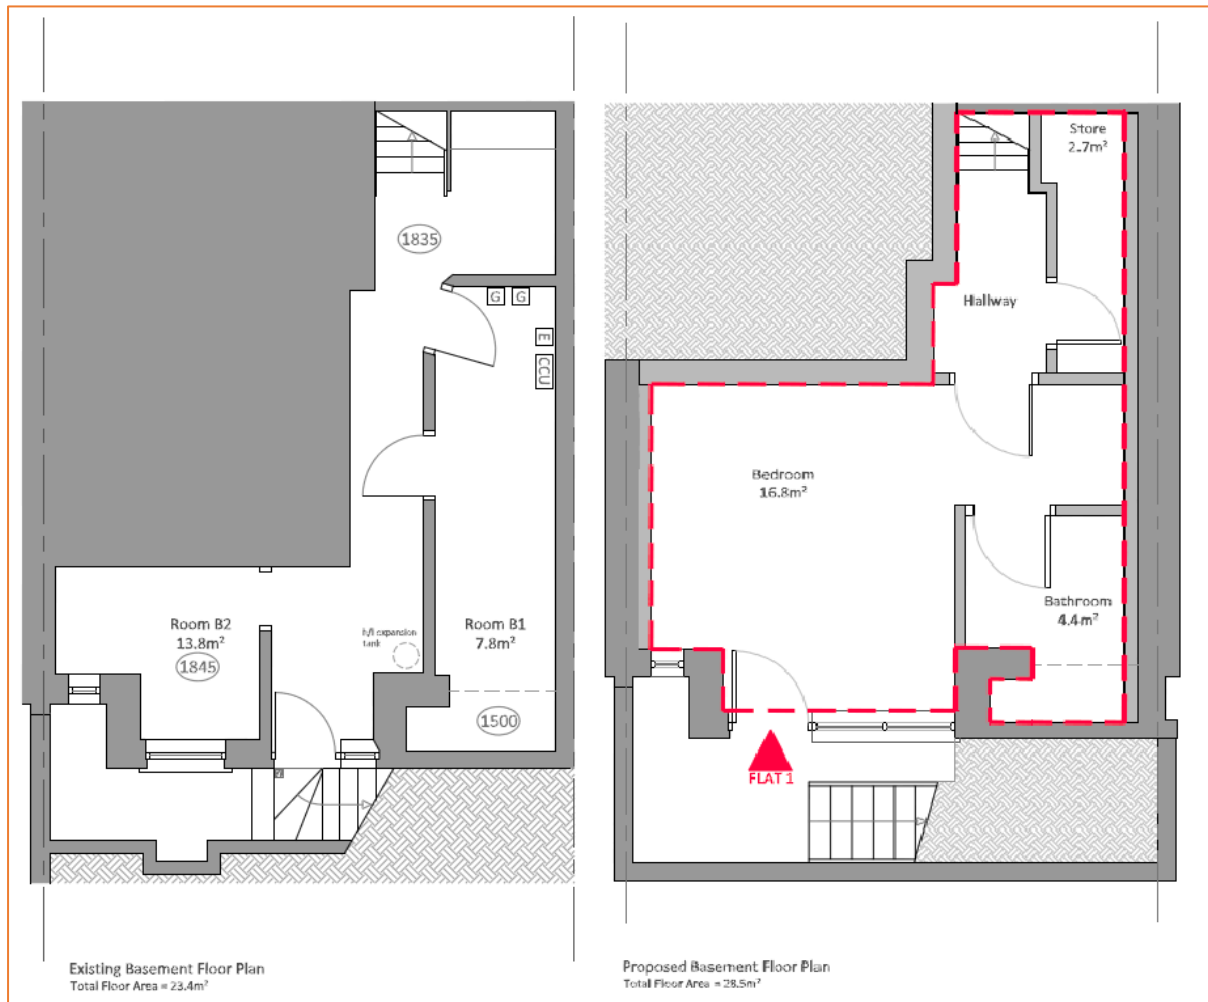 1835
G G
E
CCU
Room B2
13.8m²
1845
h/l expansion
tank
Room B1
7.8m²
1500
Existing Basement Floor Plan
Total Floor Area = 23.4m²
Store
2.7m²
Hallway
Bedroom
16.8m²
Bathroom
4.4m²
FLAT 1
Proposed Basement Floor Plan
Total Floor Area = 28.5m²